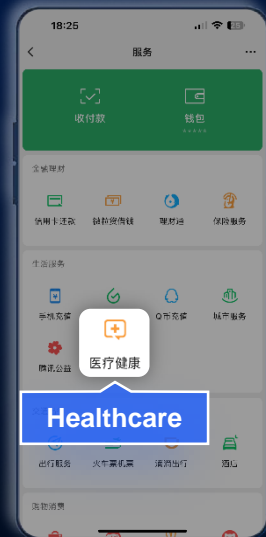 18:25
服务
收付款 钱包
金融理财
信用卡还款 微粒贷借钱 理财通 保险服务
生活服务
手机充值 Q币充值 城市服务
腾讯公益 医疗健康
Healthcare
出行服务 火车票机票 滴滴出行 酒店
购物消费